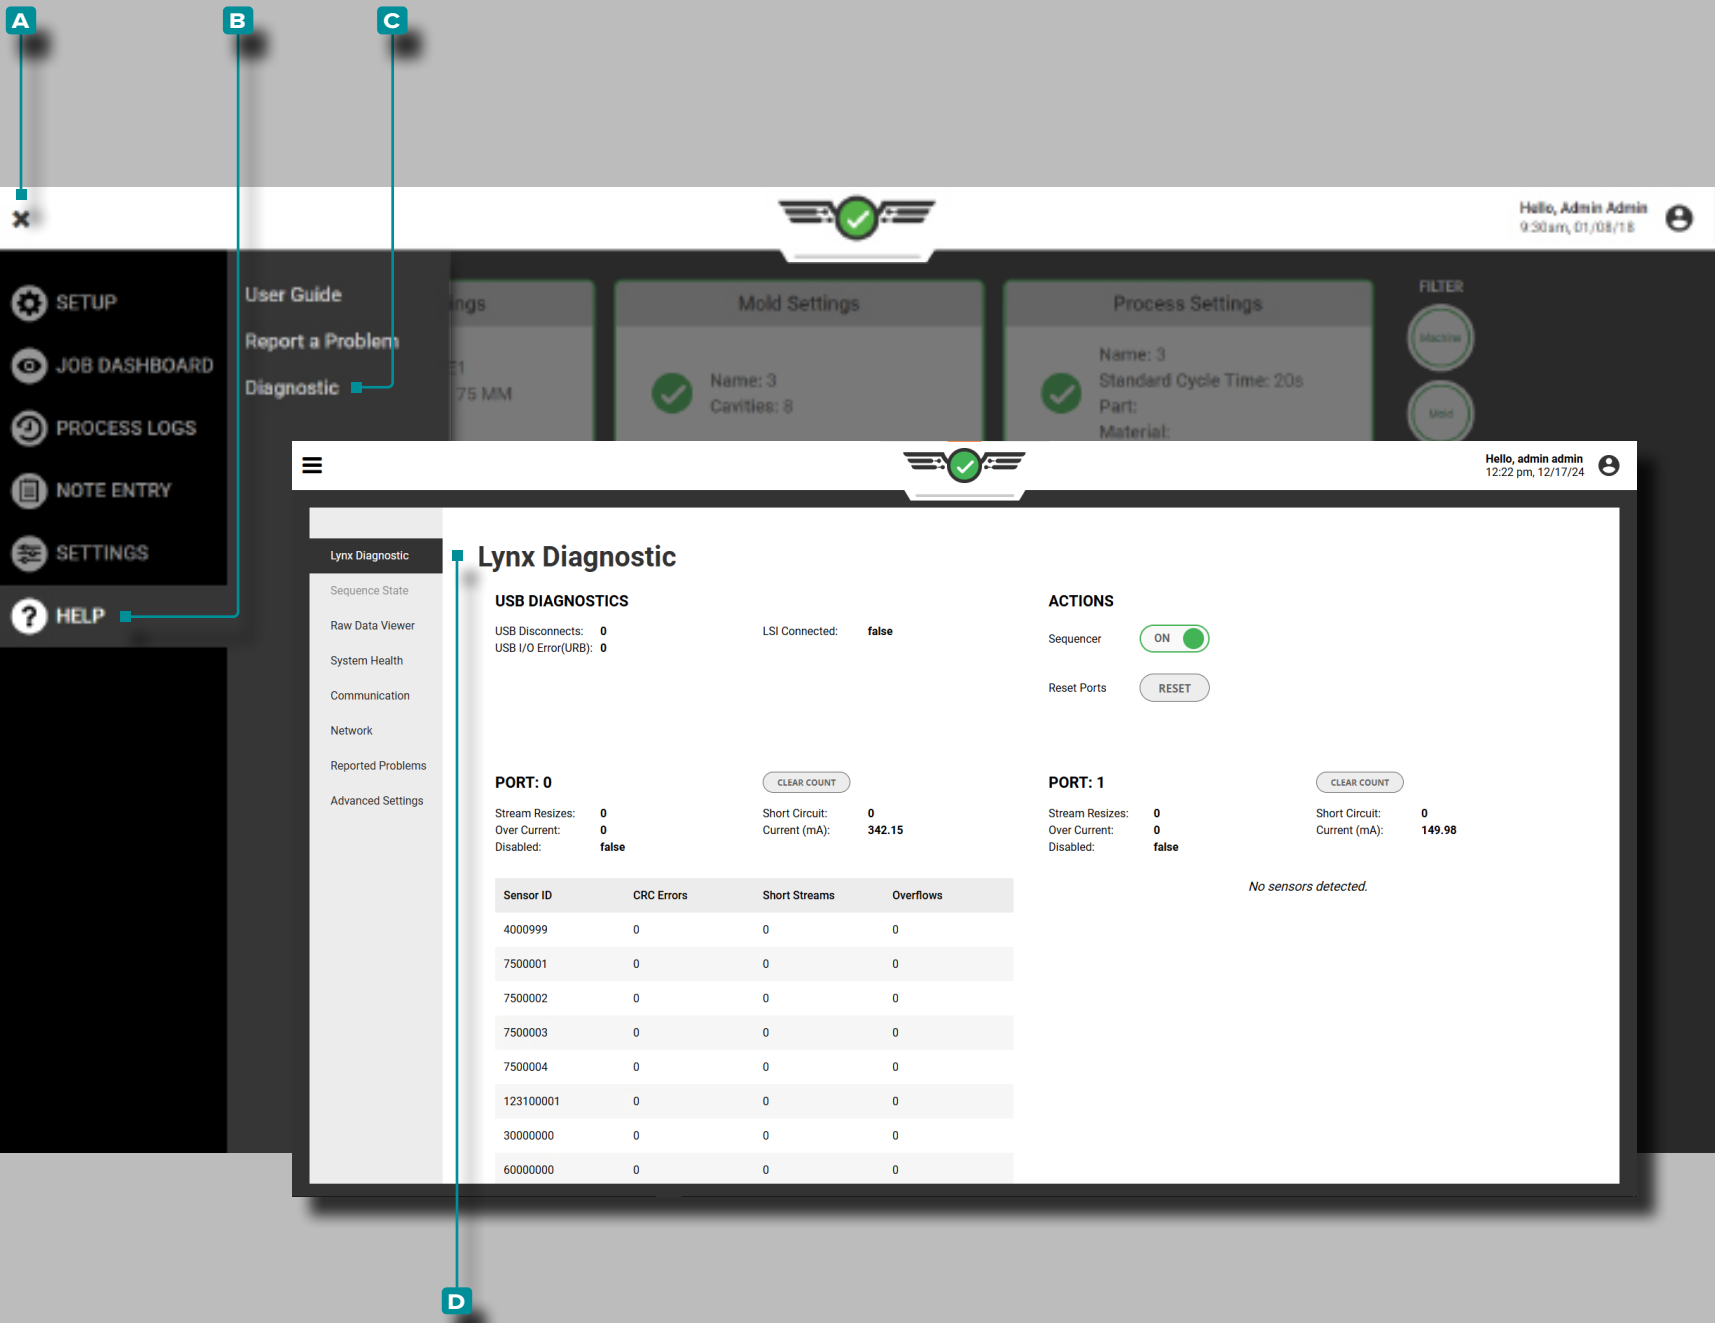 A
B
C
Hello, Admin Admin
9:30am, 01/08/18
SETUP
JOB DASHBOARD
PROCESS LOGS
NOTE ENTRY
SETTINGS
HELP
User Guide
Report a Problem
Diagnostic
ings
E1
75 MM
Mold Settings
Name: 3
Cavities: 8
Process Settings
Name: 3
Standard Cycle Time: 20s
Part:
Material:
FILTER
Machine
Mold
Hello, admin admin
12:22 pm, 12/17/24
Lynx Diagnostic
Sequence State
Raw Data Viewer
System Health
Communication
Network
Reported Problems
Advanced Settings
Lynx Diagnostic
USB DIAGNOSTICS
USB Disconnects: 0
USB I/O Error(URB): 0
LSI Connected: false
ACTIONS
Sequencer ON
Reset Ports RESET
PORT: 0 CLEAR COUNT
Stream Resizes: 0 Short Circuit: 0
Over Current: 0 Current (mA): 342.15
Disabled: false
Sensor ID CRC Errors Short Streams Overflows
4000999 0 0 0
7500001 0 0 0
7500002 0 0 0
7500003 0 0 0
7500004 0 0 0
123100001 0 0 0
30000000 0 0 0
60000000 0 0 0
PORT: 1 CLEAR COUNT
Stream Resizes: 0 Short Circuit: 0
Over Current: 0 Current (mA): 149.98
Disabled: false
No sensors detected.
D